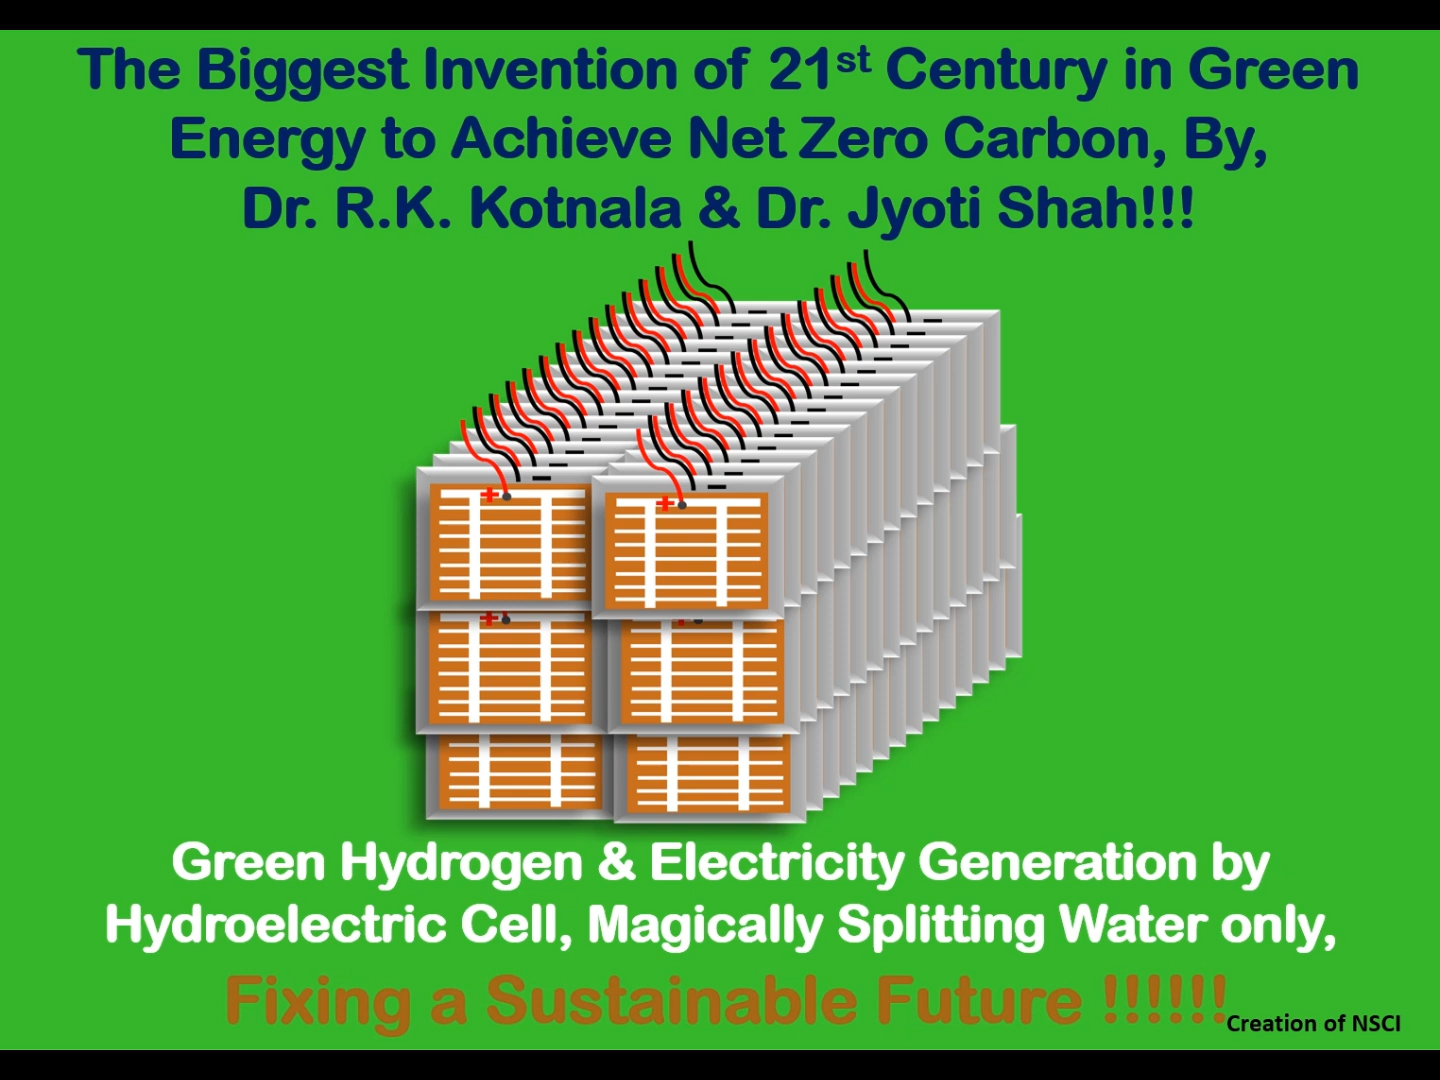 The Biggest Invention of 21st Century in Green
Energy to Achieve Net Zero Carbon, By,
Dr. R.K. Kotnala & Dr. Jyoti Shah!!!
Green Hydrogen & Electricity Generation by
Hydroelectric Cell, Magically Splitting Water only,
Fixing a Sustainable Future !!!!!!
Creation of NSCI